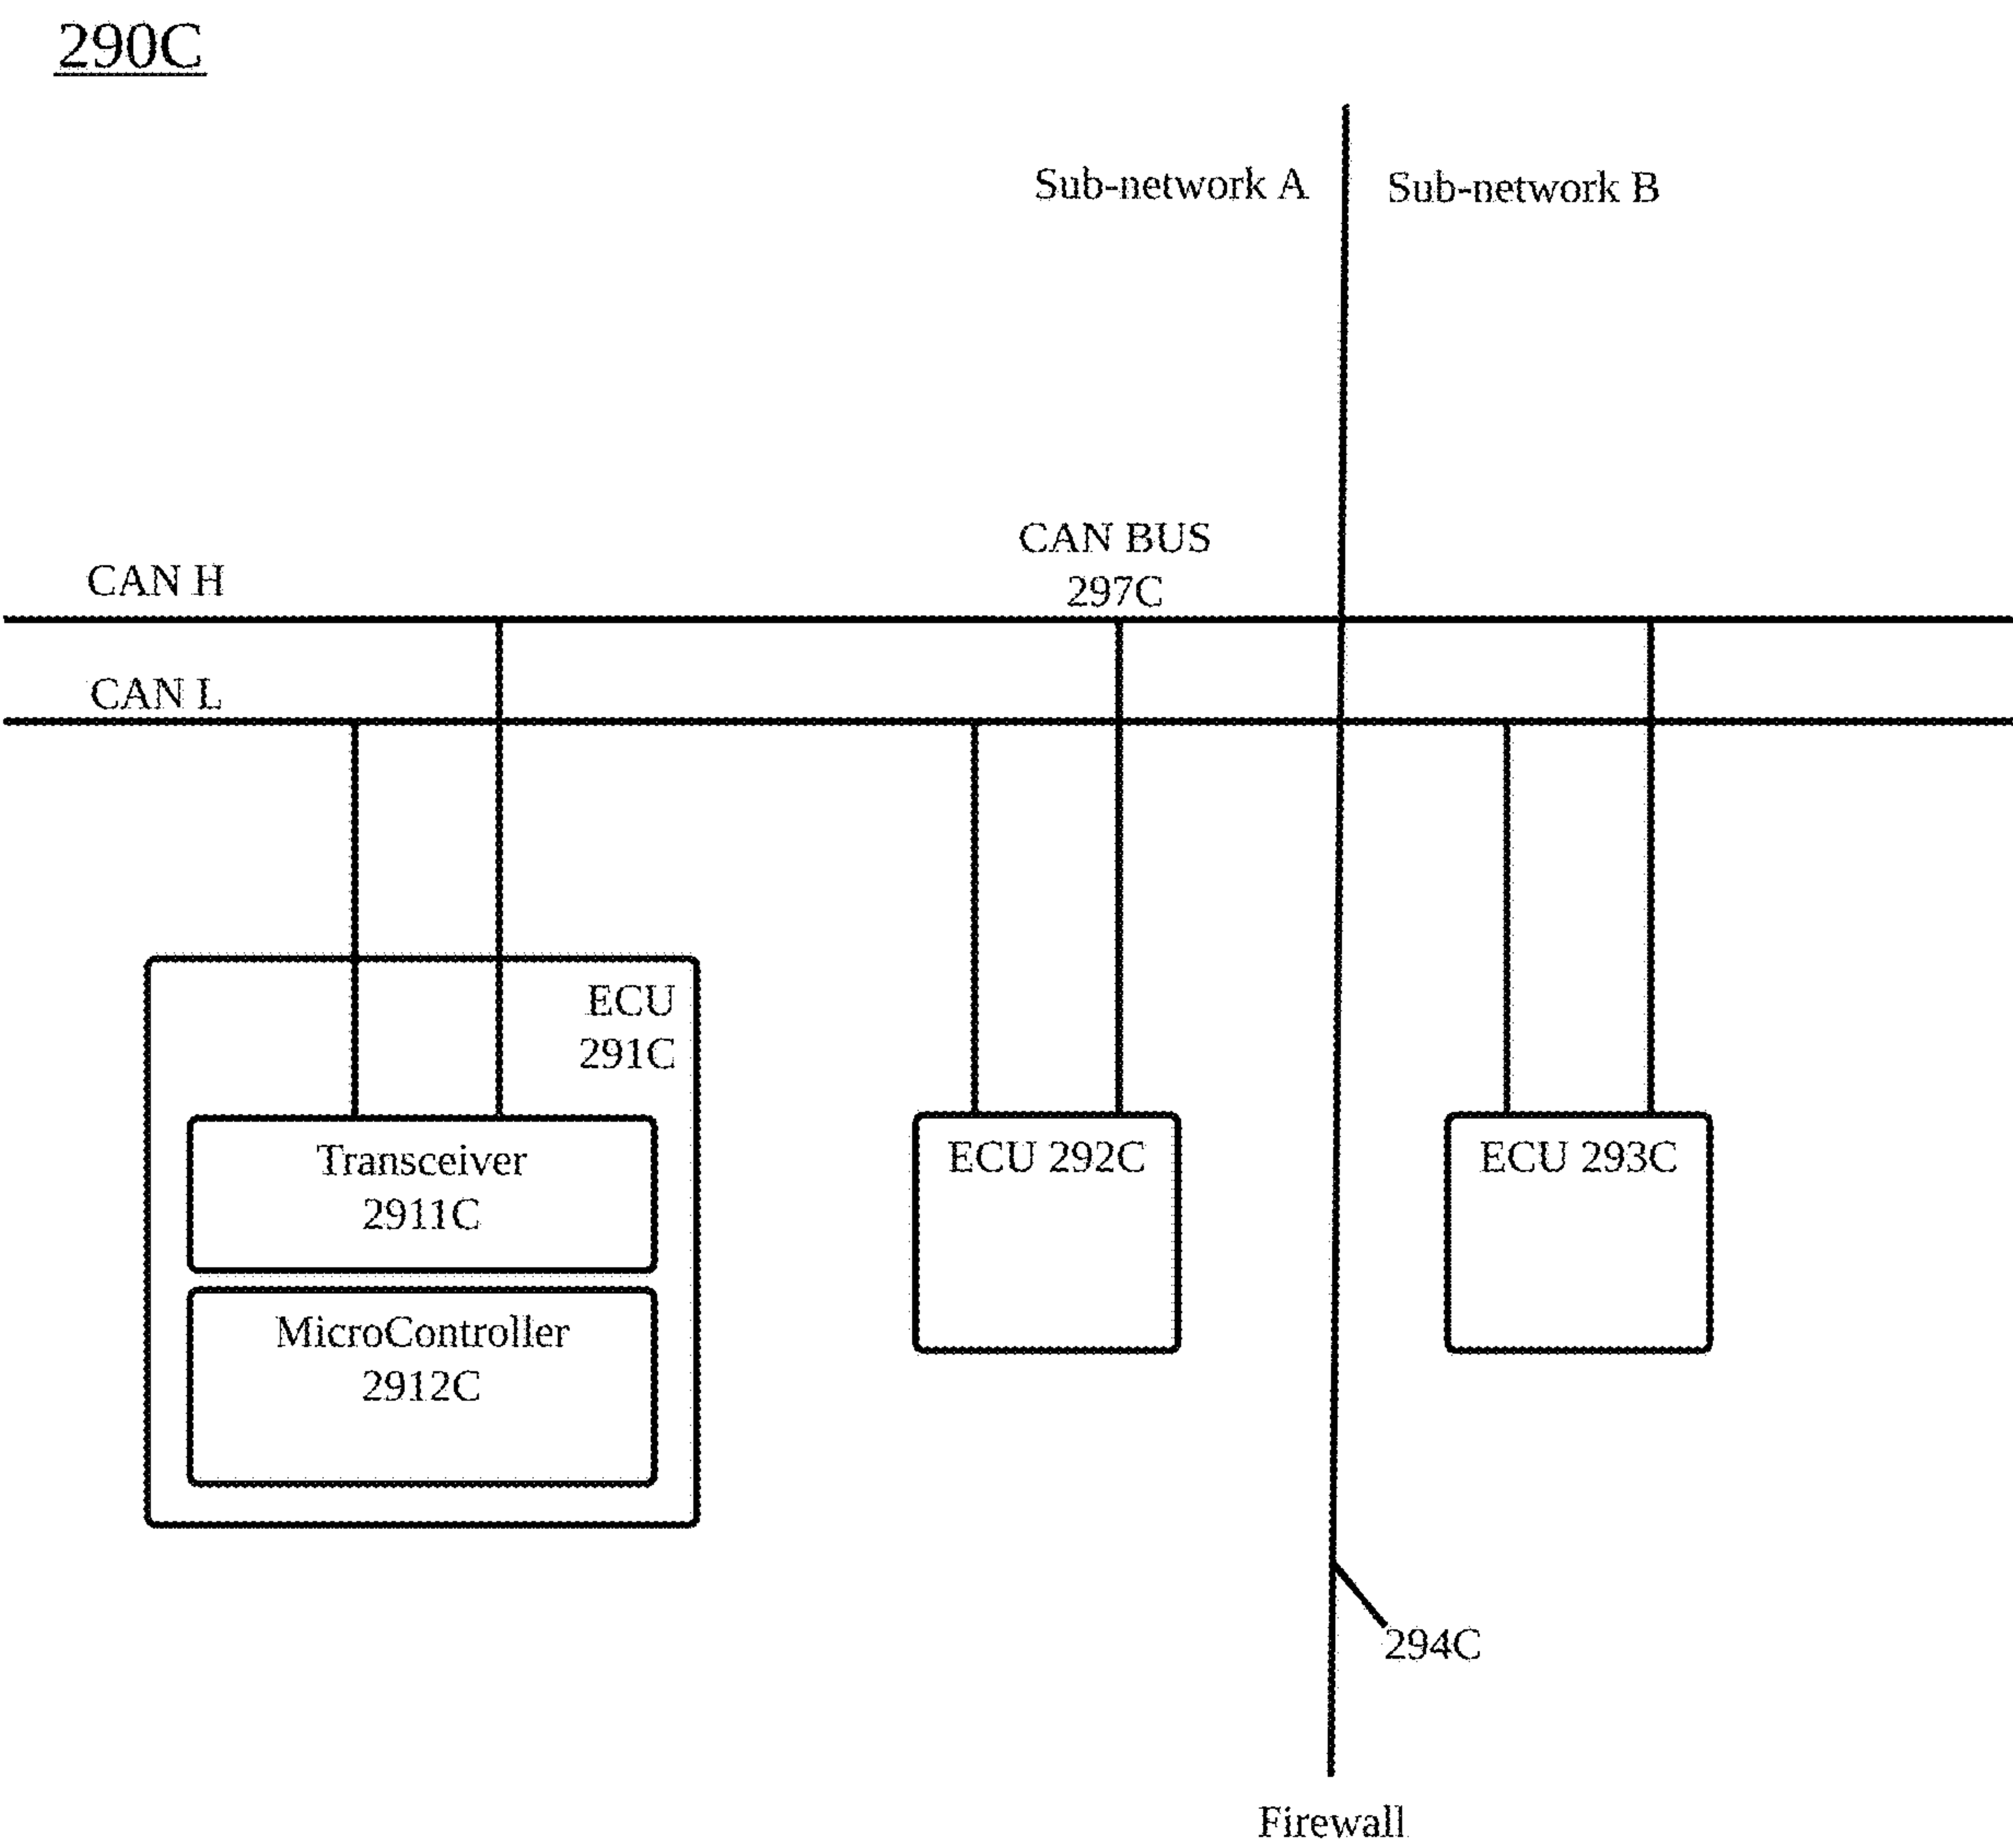 290C
Sub-network A
Sub-network B
CAN BUS
297C
CAN H
CAN L
ECU
291C
Transceiver
2911C
MicroController
2912C
ECU 292C
ECU 293C
294C
Firewall